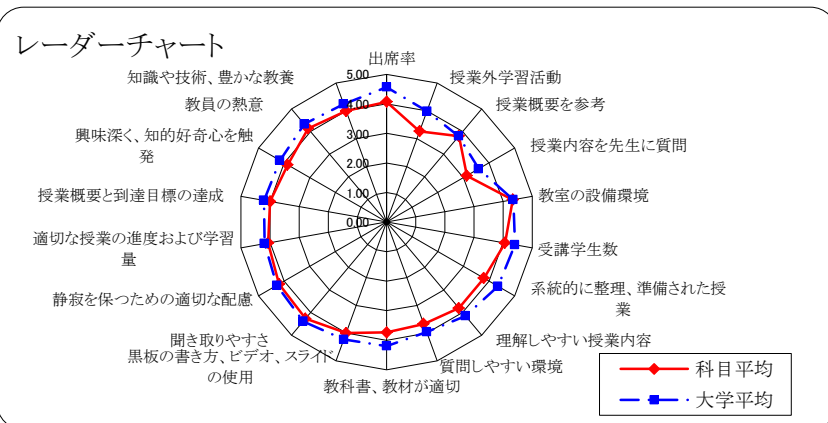 レーダーチャート
出席率
授業外学習活動
授業概要を参考
授業内容を先生に質問
教室の設備環境
受講学生数
系統的に整理、準備された授
業
理解しやすい授業内容
質問しやすい環境
教科書、教材が適切
黒板の書き方、ビデオ、スライド
の使用
聞き取りやすさ
静寂を保つための適切な配慮
適切な授業の進度および学習
量
授業概要と到達目標の達成
興味深く、知的好奇心を触
発
教員の熱意
知識や技術、豊かな教養
5.00
4.00
3.00
2.00
1.00
0.00
科目平均
大学平均